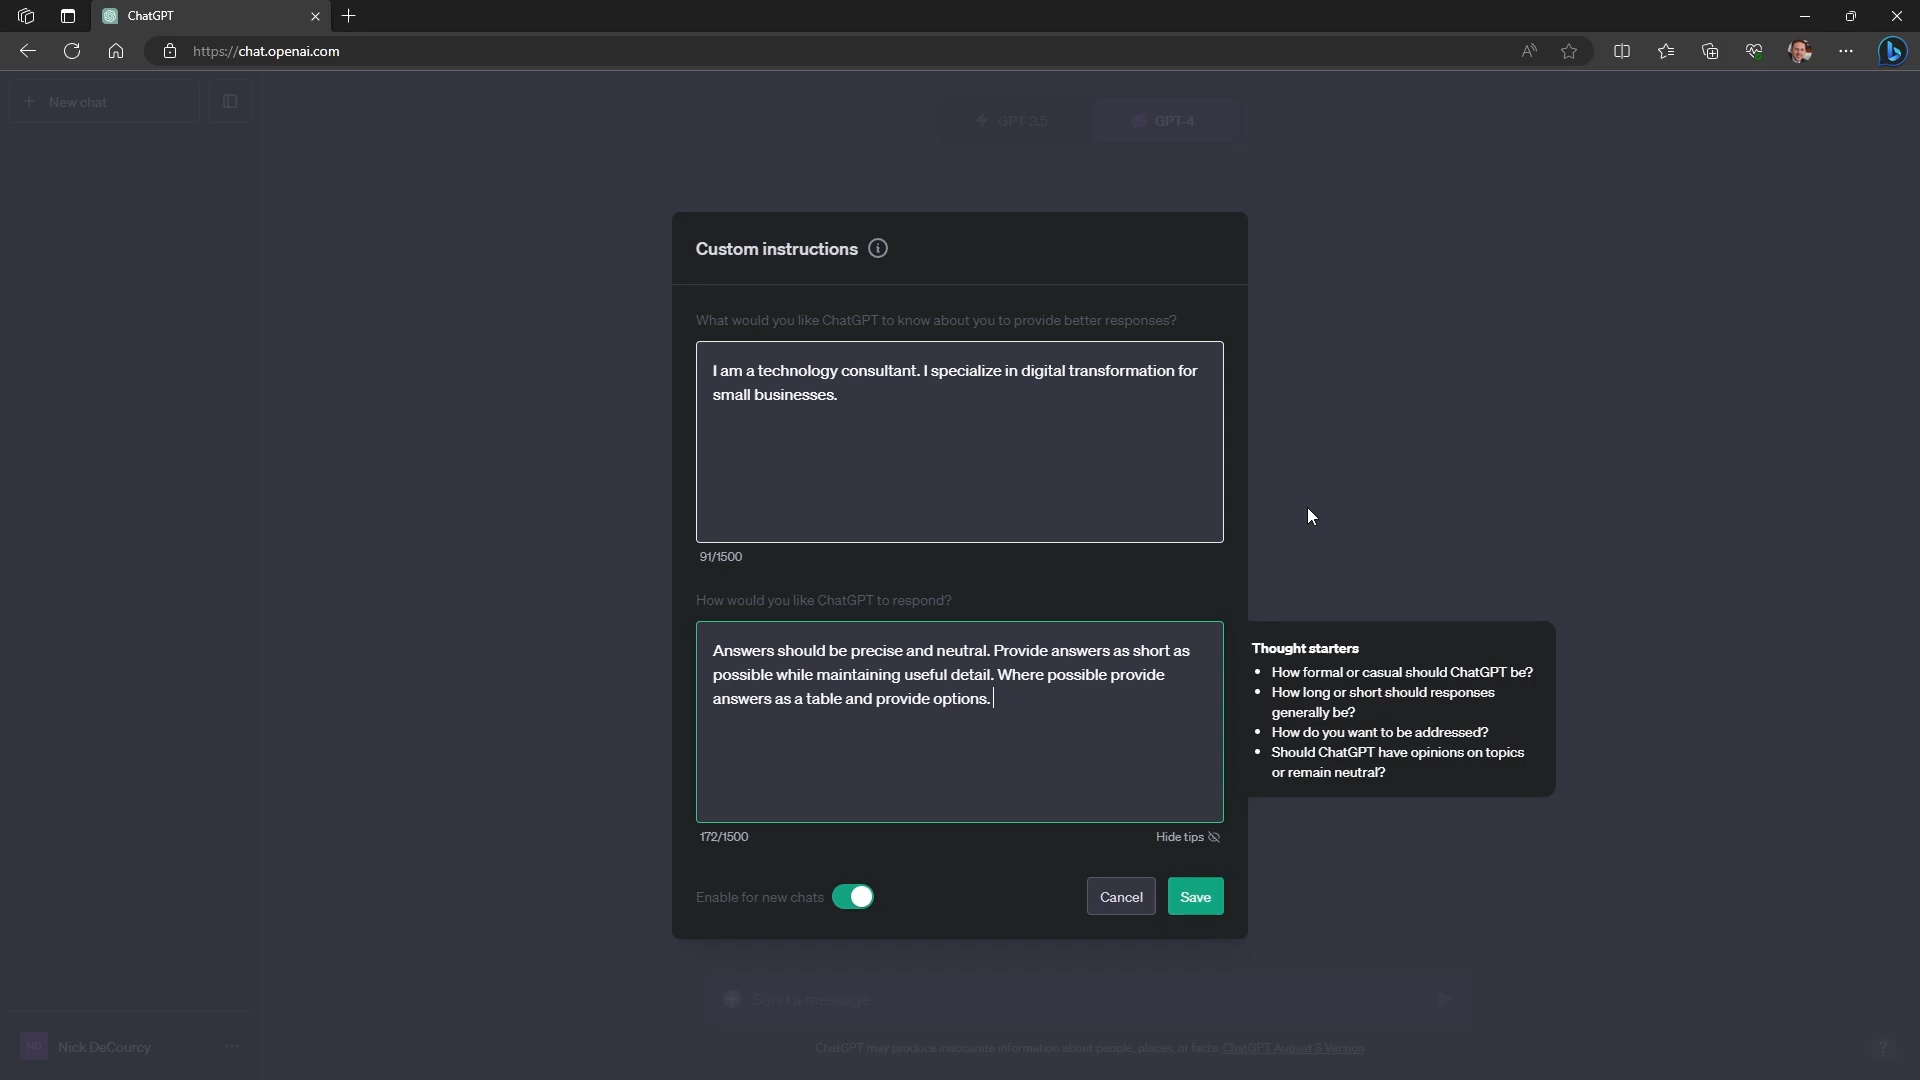 ChatGPT
https://chat.openai.com
New chat
GPT-3.5
GPT-4
Custom instructions
What would you like ChatGPT to know about you to provide better responses?
I am a technology consultant. I specialize in digital transformation for
small businesses.
91/1500
How would you like ChatGPT to respond?
Answers should be precise and neutral. Provide answers as short as
possible while maintaining useful detail. Where possible provide
answers as a table and provide options.
Thought starters
• How formal or casual should ChatGPT be?
• How long or short should responses
generally be?
• How do you want to be addressed?
• Should ChatGPT have opinions on topics
or remain neutral?
172/1500
Hide tips
Enable for new chats
Cancel
Save
Send a message
ND
Nick DeCourcy
ChatGPT may produce inaccurate information about people, places, or facts. ChatGPT August 3 Version
?